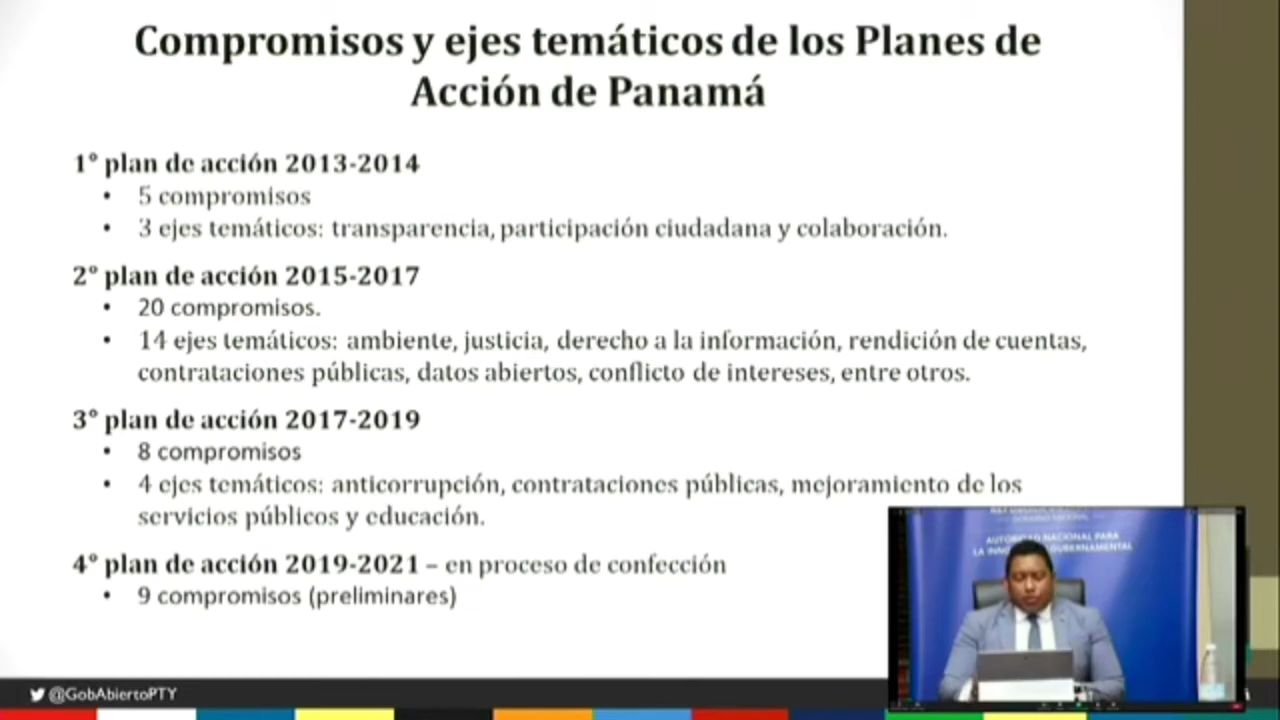 Compromisos y ejes temáticos de los Planes de
Acción de Panamá
1° plan de acción 2013-2014
• 5 compromisos
• 3 ejes temáticos: transparencia, participación ciudadana y colaboración.
2° plan de acción 2015-2017
• 20 compromisos.
• 14 ejes temáticos: ambiente, justicia, derecho a la información, rendición de cuentas,
contrataciones públicas, datos abiertos, conflicto de intereses, entre otros.
3° plan de acción 2017-2019
• 8 compromisos
• 4 ejes temáticos: anticorrupción, contrataciones públicas, mejoramiento de los
servicios públicos y educación.
4° plan de acción 2019-2021 – en proceso de confección
• 9 compromisos (preliminares)
GOBIERNO NACIONAL
AUTORIDAD NACIONAL PARA
LA GUBERNAMENTAL
@GobAbiertoPTY